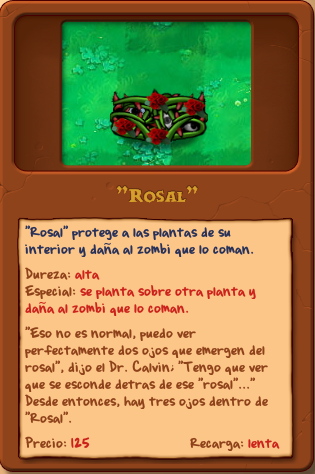 "Rosal"
"Rosal" protege a las plantas de su
interior y daña al zombi que lo coman.
Dureza: alta
Especial: se planta sobre otra planta y
daña al zombi que lo coman.
"Eso no es normal, puedo ver
perfectamente dos ojos que emergen del
rosal", dijo el Dr. Calvin; "Tengo que ver
que se esconde detras de ese "rosal"..."
Desde entonces, hay tres ojos dentro de
"Rosal".
Precio: 125 Recarga: lenta